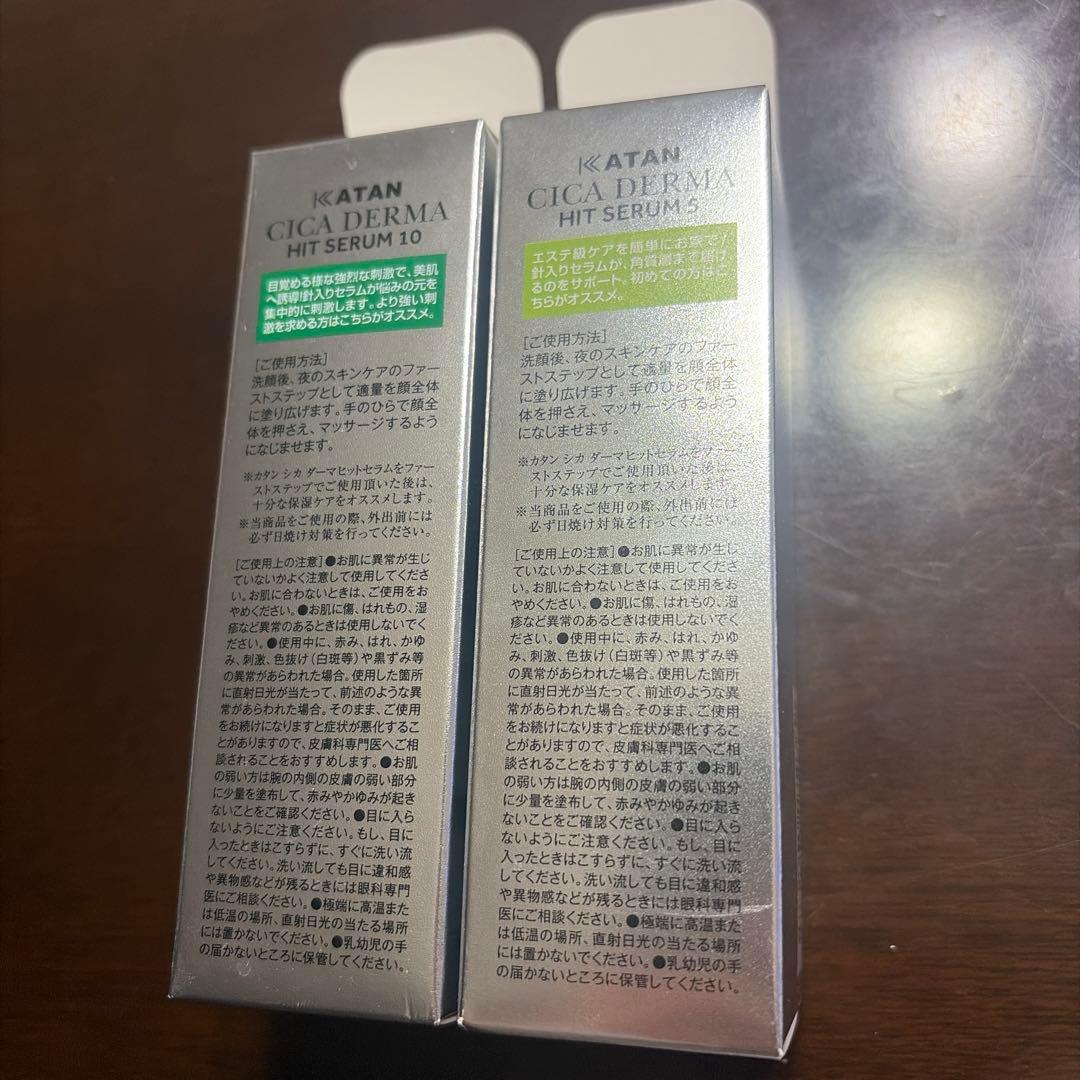 KATAN
CICA DERMA
HIT SERUM 10
目覚める様な強烈な刺激で、美肌
へ誘導!針入りセラムが悩みの元を
集中的に刺激します。より強い刺
激を求める方はこちらがオススメ。
[ご使用方法]
洗顔後、夜のスキンケアのファー
ストステップとして適量を顔全体
に塗り広げます。手のひらで顔全
体を押さえ、マッサージするよう
になじませます。
※カタン シカ ダーマヒットセラムをファー
ストステップでご使用頂いた後は、
十分な保湿ケアをオススメします。
※当商品をご使用の際、外出前には
必ず日焼け対策を行ってください。
[ご使用上の注意]●お肌に異常が生じ
ていないかよく注意して使用してくださ
い。お肌に合わないときは、ご使用をお
やめください。●お肌に傷、はれもの、湿
疹など異常のあるときは使用しないでく
ださい。●使用中に、赤み、はれ、かゆ
み、刺激、色抜け(白斑等)や黒ずみ等
の異常があらわれた場合。使用した箇所
に直射日光が当たって、前述のような異
常があらわれた場合。そのまま、ご使用
をお続けになりますと症状が悪化するこ
とがありますので、皮膚科専門医へご相
談されることをおすすめします。●お肌
の弱い方は腕の内側の皮膚の弱い部分
に少量を塗布して、赤みやかゆみが起き
ないことをご確認ください。●目に入ら
ないようにご注意ください。もし、目に
入ったときはこすらずに、すぐに洗い流
してください。洗い流しても目に違和感
や異物感などが残るときには眼科専門
医にご相談ください。●極端に高温また
は低温の場所、直射日光の当たる場所
には置かないでください。●乳幼児の手
の届かないところに保管してください。
KATAN
CICA DERMA
HIT SERUM 5
エステ級ケアを簡単にお家で!
針入りセラムが、角質層まで届け
るのをサポート。初めての方はこ
ちらがオススメ。
[ご使用方法]
洗顔後、夜のスキンケアのファー
ストステップとして適量を顔全体
に塗り広げます。手のひらで顔全
体を押さえ、マッサージするよう
になじませます。
※カタン シカ ダーマヒットセラムをファー
ストステップでご使用頂いた後は、
十分な保湿ケアをオススメします。
※当商品をご使用の際、外出前には
必ず日焼け対策を行ってください。
[ご使用上の注意]●お肌に異常が生じ
ていないかよく注意して使用してくださ
い。お肌に合わないときは、ご使用をお
やめください。●お肌に傷、はれもの、湿
疹など異常のあるときは使用しないでく
ださい。●使用中に、赤み、はれ、かゆ
み、刺激、色抜け(白斑等)や黒ずみ等
の異常があらわれた場合。使用した箇所
に直射日光が当たって、前述のような異
常があらわれた場合。そのまま、ご使用
をお続けになりますと症状が悪化するこ
とがありますので、皮膚科専門医へご相
談されることをおすすめします。●お肌
の弱い方は腕の内側の皮膚の弱い部分
に少量を塗布して、赤みやかゆみが起き
ないことをご確認ください。●目に入ら
ないようにご注意ください。もし、目に
入ったときはこすらずに、すぐに洗い流
してください。洗い流しても目に違和感
や異物感などが残るときには眼科専門
医にご相談ください。●極端に高温また
は低温の場所、直射日光の当たる場所
には置かないでください。●乳幼児の手
の届かないところに保管してください。